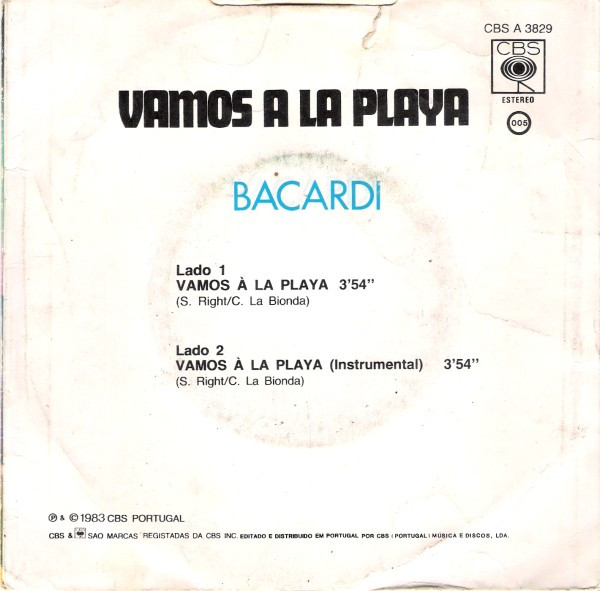 CBS A 3829
CBS
ESTEREO
005
VAMOS A LA PLAYA
BACARDI
Lado 1
VAMOS À LA PLAYA 3'54''
(S. Right/C. La Bionda)
Lado 2
VAMOS À LA PLAYA (Instrumental) 3'54''
(S. Right/C. La Bionda)
℗ & © 1983 CBS PORTUGAL
CBS & SAO MARCAS REGISTADAS DA CBS INC. EDITADO E DISTRIBUIDO EM PORTUGAL POR CBS (PORTUGAL) MÚSICA E DISCOS, LDA.